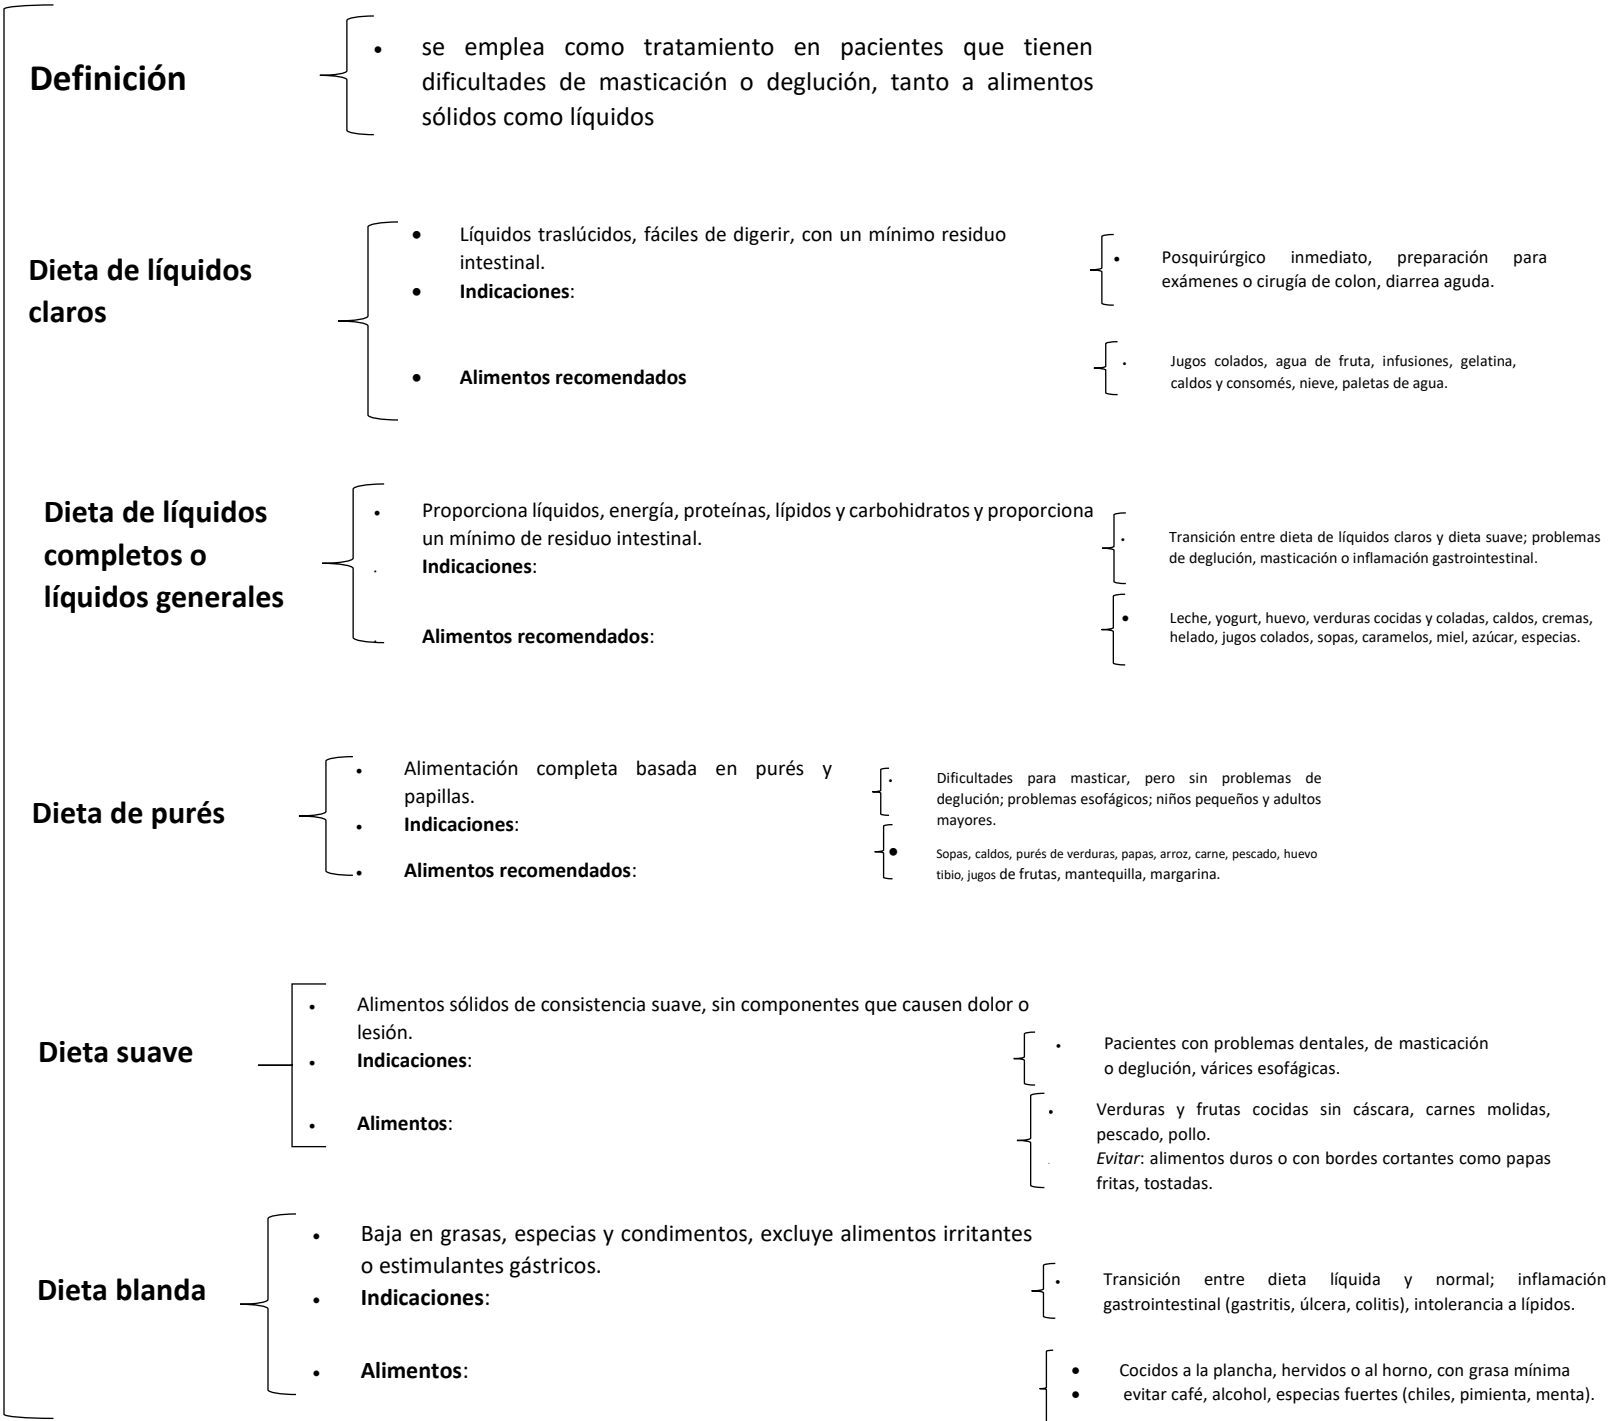 Definición
• se emplea como tratamiento en pacientes que tienen
dificultades de masticación o deglución, tanto a alimentos
sólidos como líquidos
Dieta de líquidos
claros
• Líquidos traslúcidos, fáciles de digerir, con un mínimo residuo
intestinal.
• Indicaciones:
• Posquirúrgico inmediato, preparación para
exámenes o cirugía de colon, diarrea aguda.
• Alimentos recomendados
• Jugos colados, agua de fruta, infusiones, gelatina,
caldos y consomés, nieve, paletas de agua.
Dieta de líquidos
completos o
líquidos generales
• Proporciona líquidos, energía, proteínas, lípidos y carbohidratos y proporciona
un mínimo de residuo intestinal.
• Indicaciones:
• Transición entre dieta de líquidos claros y dieta suave; problemas
de deglución, masticación o inflamación gastrointestinal.
• Alimentos recomendados:
• Leche, yogurt, huevo, verduras cocidas y coladas, caldos, cremas,
helado, jugos colados, sopas, caramelos, miel, azúcar, especias.
Dieta de purés
• Alimentación completa basada en purés y
papillas.
• Indicaciones:
• Dificultades para masticar, pero sin problemas de
deglución; problemas esofágicos; niños pequeños y adultos
mayores.
• Alimentos recomendados:
• Sopas, caldos, purés de verduras, papas, arroz, carne, pescado, huevo
tibio, jugos de frutas, mantequilla, margarina.
Dieta suave
• Alimentos sólidos de consistencia suave, sin componentes que causen dolor o
lesión.
• Indicaciones:
• Pacientes con problemas dentales, de masticación
o deglución, várices esofágicas.
• Alimentos:
• Verduras y frutas cocidas sin cáscara, carnes molidas,
pescado, pollo.
• Evitar: alimentos duros o con bordes cortantes como papas
fritas, tostadas.
Dieta blanda
• Baja en grasas, especias y condimentos, excluye alimentos irritantes
o estimulantes gástricos.
• Indicaciones:
• Transición entre dieta líquida y normal; inflamación
gastrointestinal (gastritis, úlcera, colitis), intolerancia a lípidos.
• Alimentos:
• Cocidos a la plancha, hervidos o al horno, con grasa mínima
• evitar café, alcohol, especias fuertes (chiles, pimienta, menta).